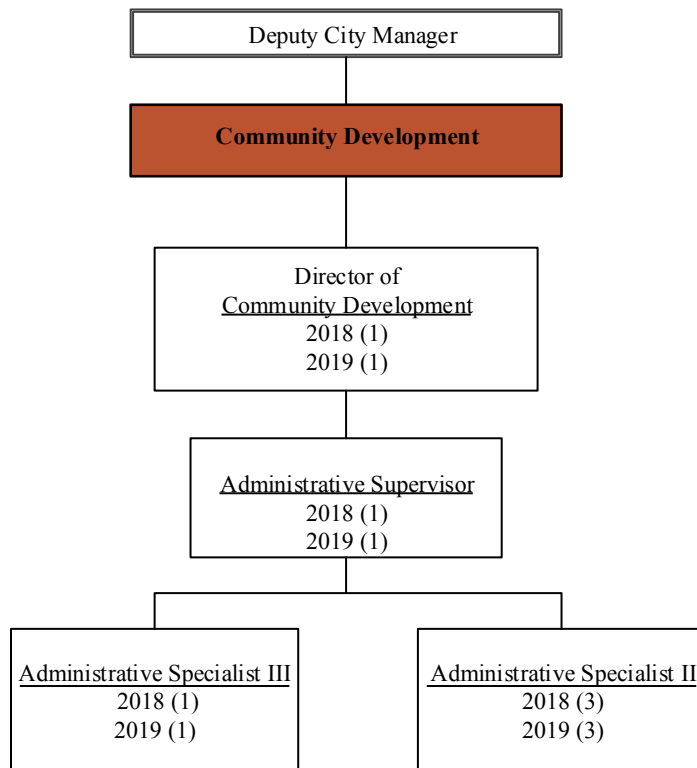 Deputy City Manager
Community Development
Director of
Community Development
2018 (1)
2019 (1)
Administrative Supervisor
2018 (1)
2019 (1)
Administrative Specialist III
2018 (1)
2019 (1)
Administrative Specialist II
2018 (3)
2019 (3)